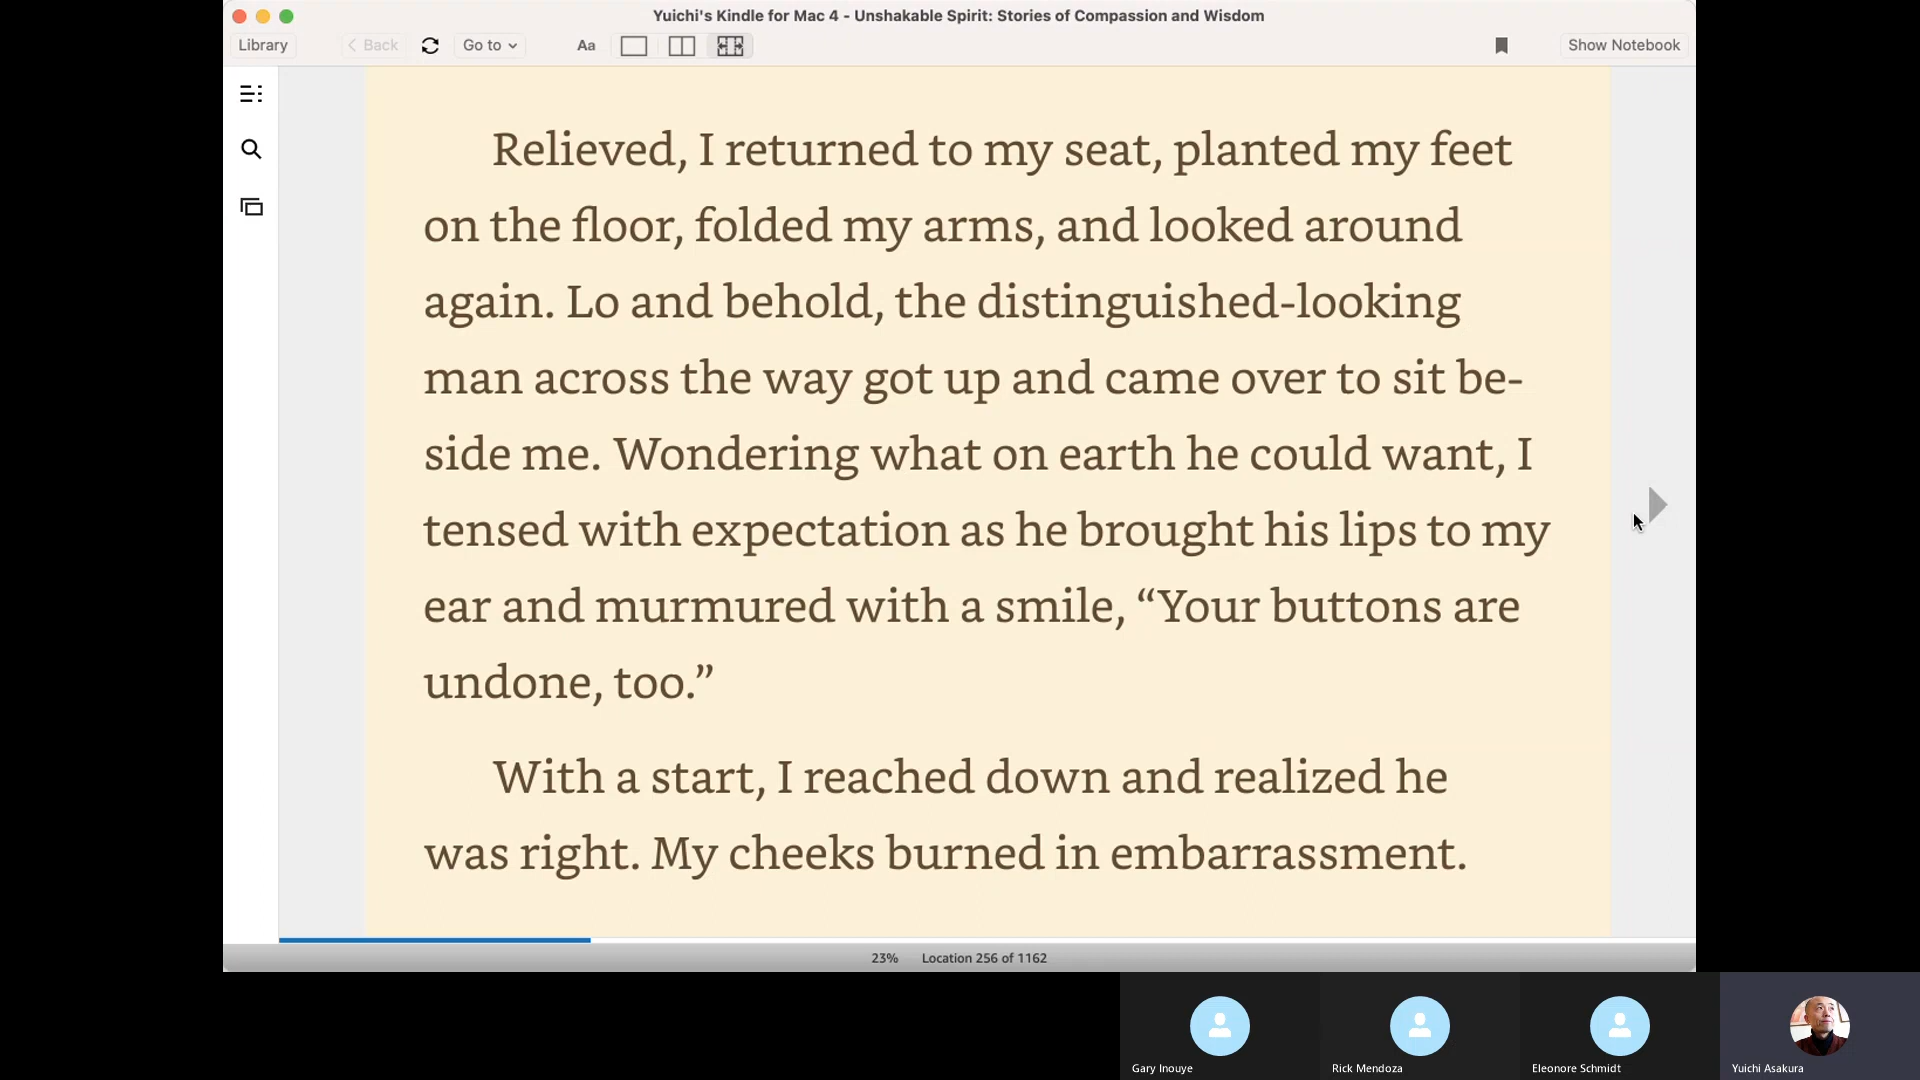 Yuichi's Kindle for Mac 4 - Unshakable Spirit: Stories of Compassion and Wisdom
Library
Back
Go to
Aa
Show Notebook
Relieved, I returned to my seat, planted my feet
on the floor, folded my arms, and looked around
again. Lo and behold, the distinguished-looking
man across the way got up and came over to sit be-
side me. Wondering what on earth he could want, I
tensed with expectation as he brought his lips to my
ear and murmured with a smile, “Your buttons are
undone, too.”
With a start, I reached down and realized he
was right. My cheeks burned in embarrassment.
23% Location 256 of 1162
Gary Inouye
Rick Mendoza
Eleonore Schmidt
Yuichi Asakura